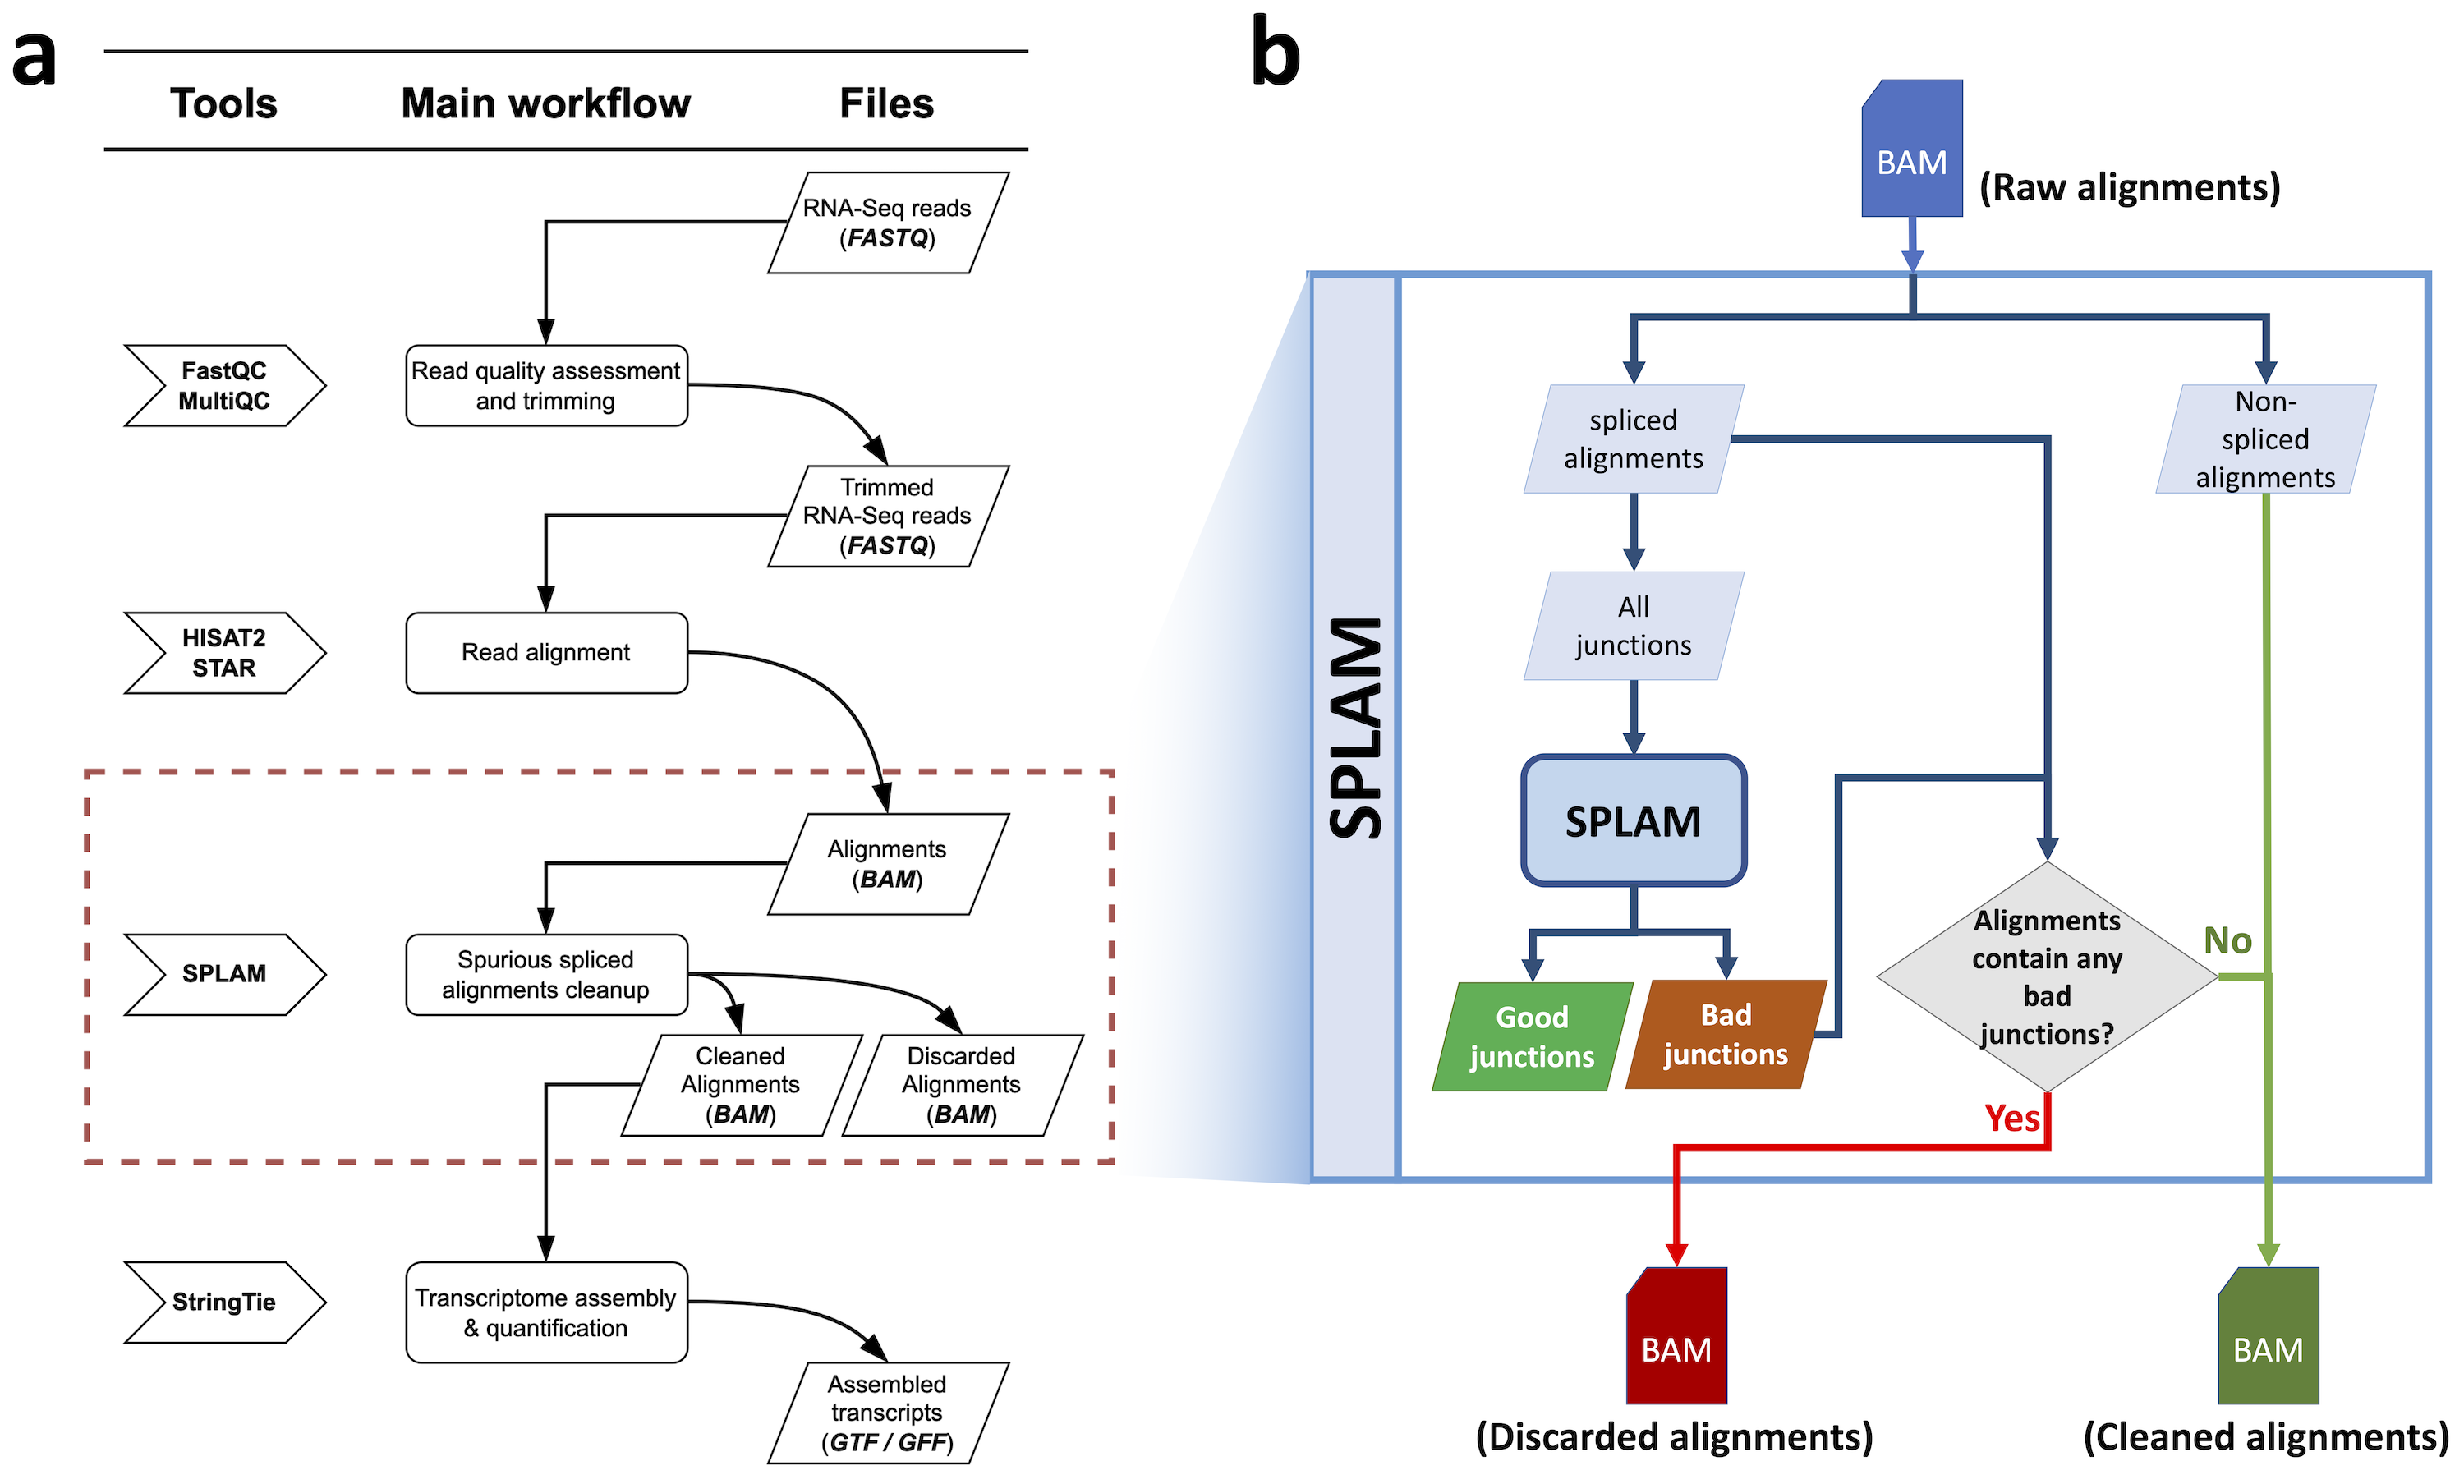 a
Tools Main workflow Files
RNA-Seq reads
(FASTQ)
FastQC
MultiQC
Read quality assessment
and trimming
Trimmed
RNA-Seq reads
(FASTQ)
HISAT2
STAR
Read alignment
Alignments
(BAM)
SPLAM
Spurious spliced
alignments cleanup
Cleaned
Alignments
(BAM)
Discarded
Alignments
(BAM)
StringTie
Transcriptome assembly
& quantification
Assembled
transcripts
(GTF / GFF)
b
BAM
(Raw alignments)
SPLAM
spliced
alignments
Non-
spliced
alignments
All
junctions
SPLAM
Good
junctions
Bad
junctions
Alignments
contain any
bad
junctions?
No
Yes
BAM
(Discarded alignments)
BAM
(Cleaned alignments)